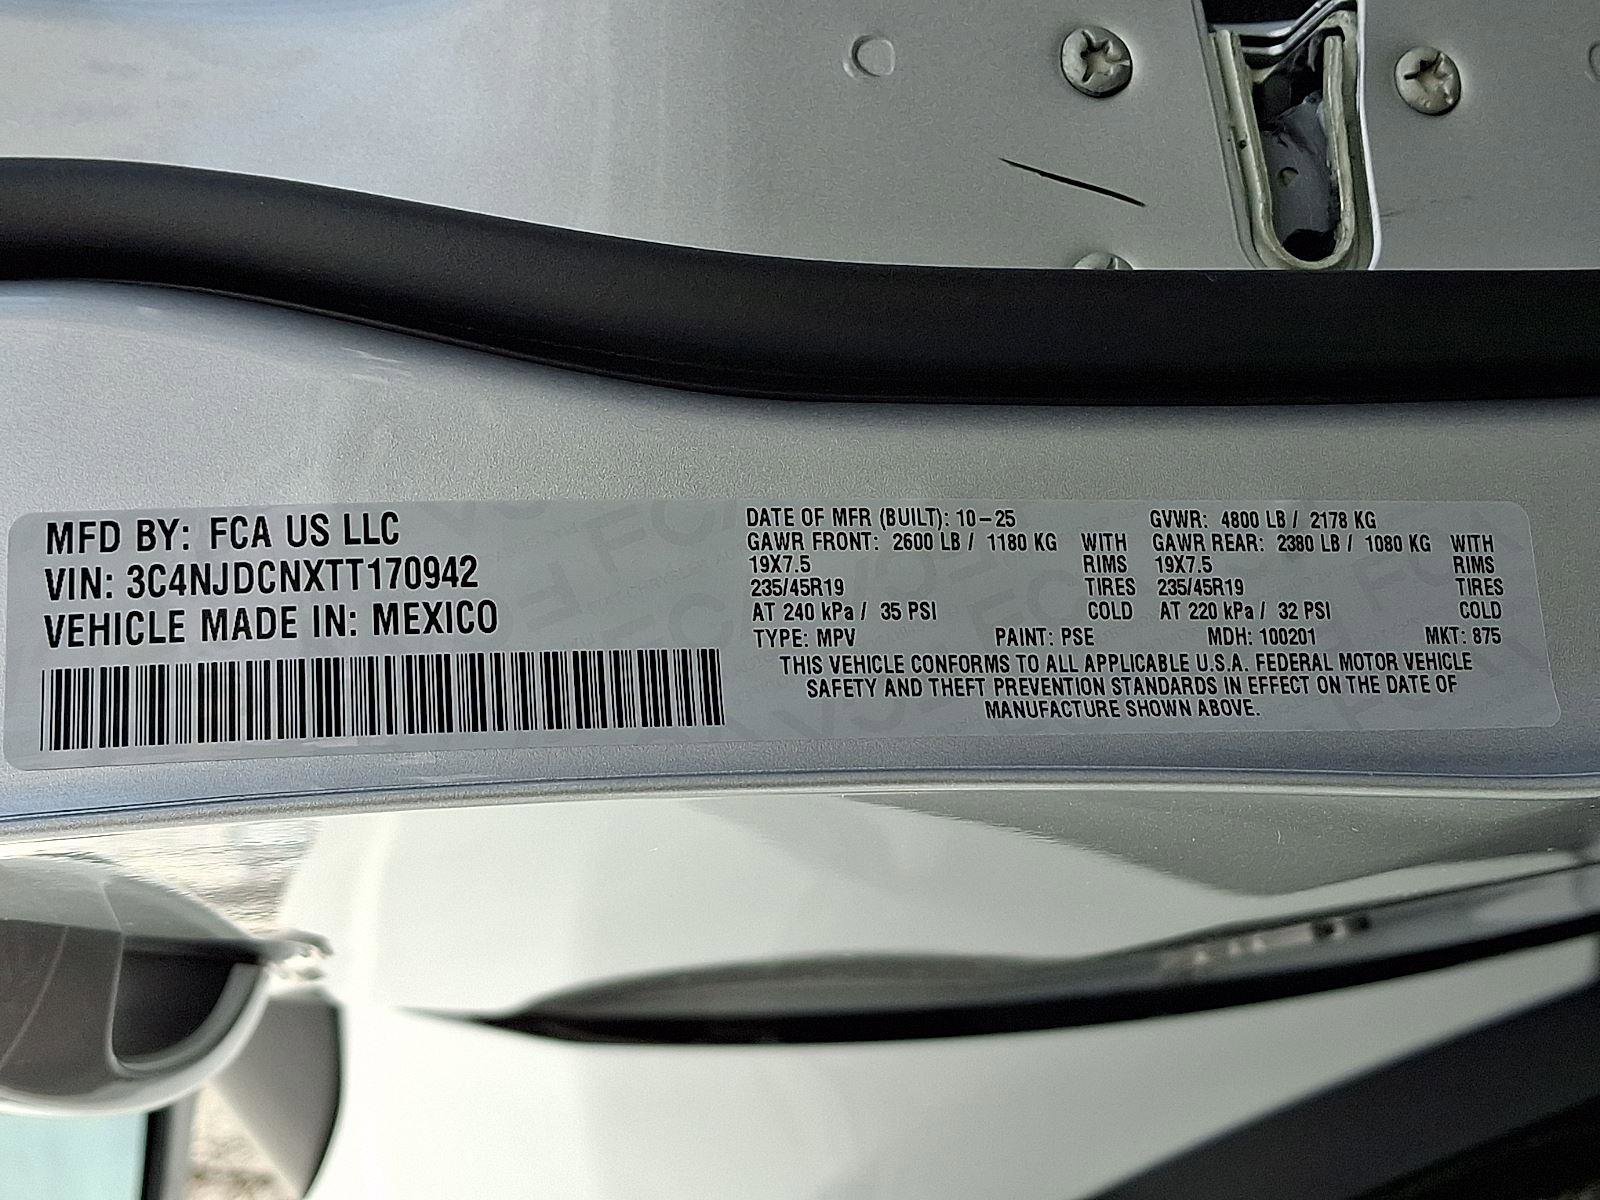 MFD BY: FCA US LLC
VIN: 3C4NJDCNXTT170942
VEHICLE MADE IN: MEXICO
DATE OF MFR (BUILT): 10-25 GVWR: 4800 LB / 2178 KG
GAWR FRONT: 2600 LB / 1180 KG WITH GAWR REAR: 2380 LB / 1080 KG WITH
19X7.5 RIMS 19X7.5 RIMS
235/45R19 TIRES 235/45R19 TIRES
AT 240 kPa / 35 PSI COLD AT 220 kPa / 32 PSI COLD
TYPE: MPV PAINT: PSE MDH: 100201 MKT: 875
THIS VEHICLE CONFORMS TO ALL APPLICABLE U.S.A. FEDERAL MOTOR VEHICLE
SAFETY AND THEFT PREVENTION STANDARDS IN EFFECT ON THE DATE OF
MANUFACTURE SHOWN ABOVE.